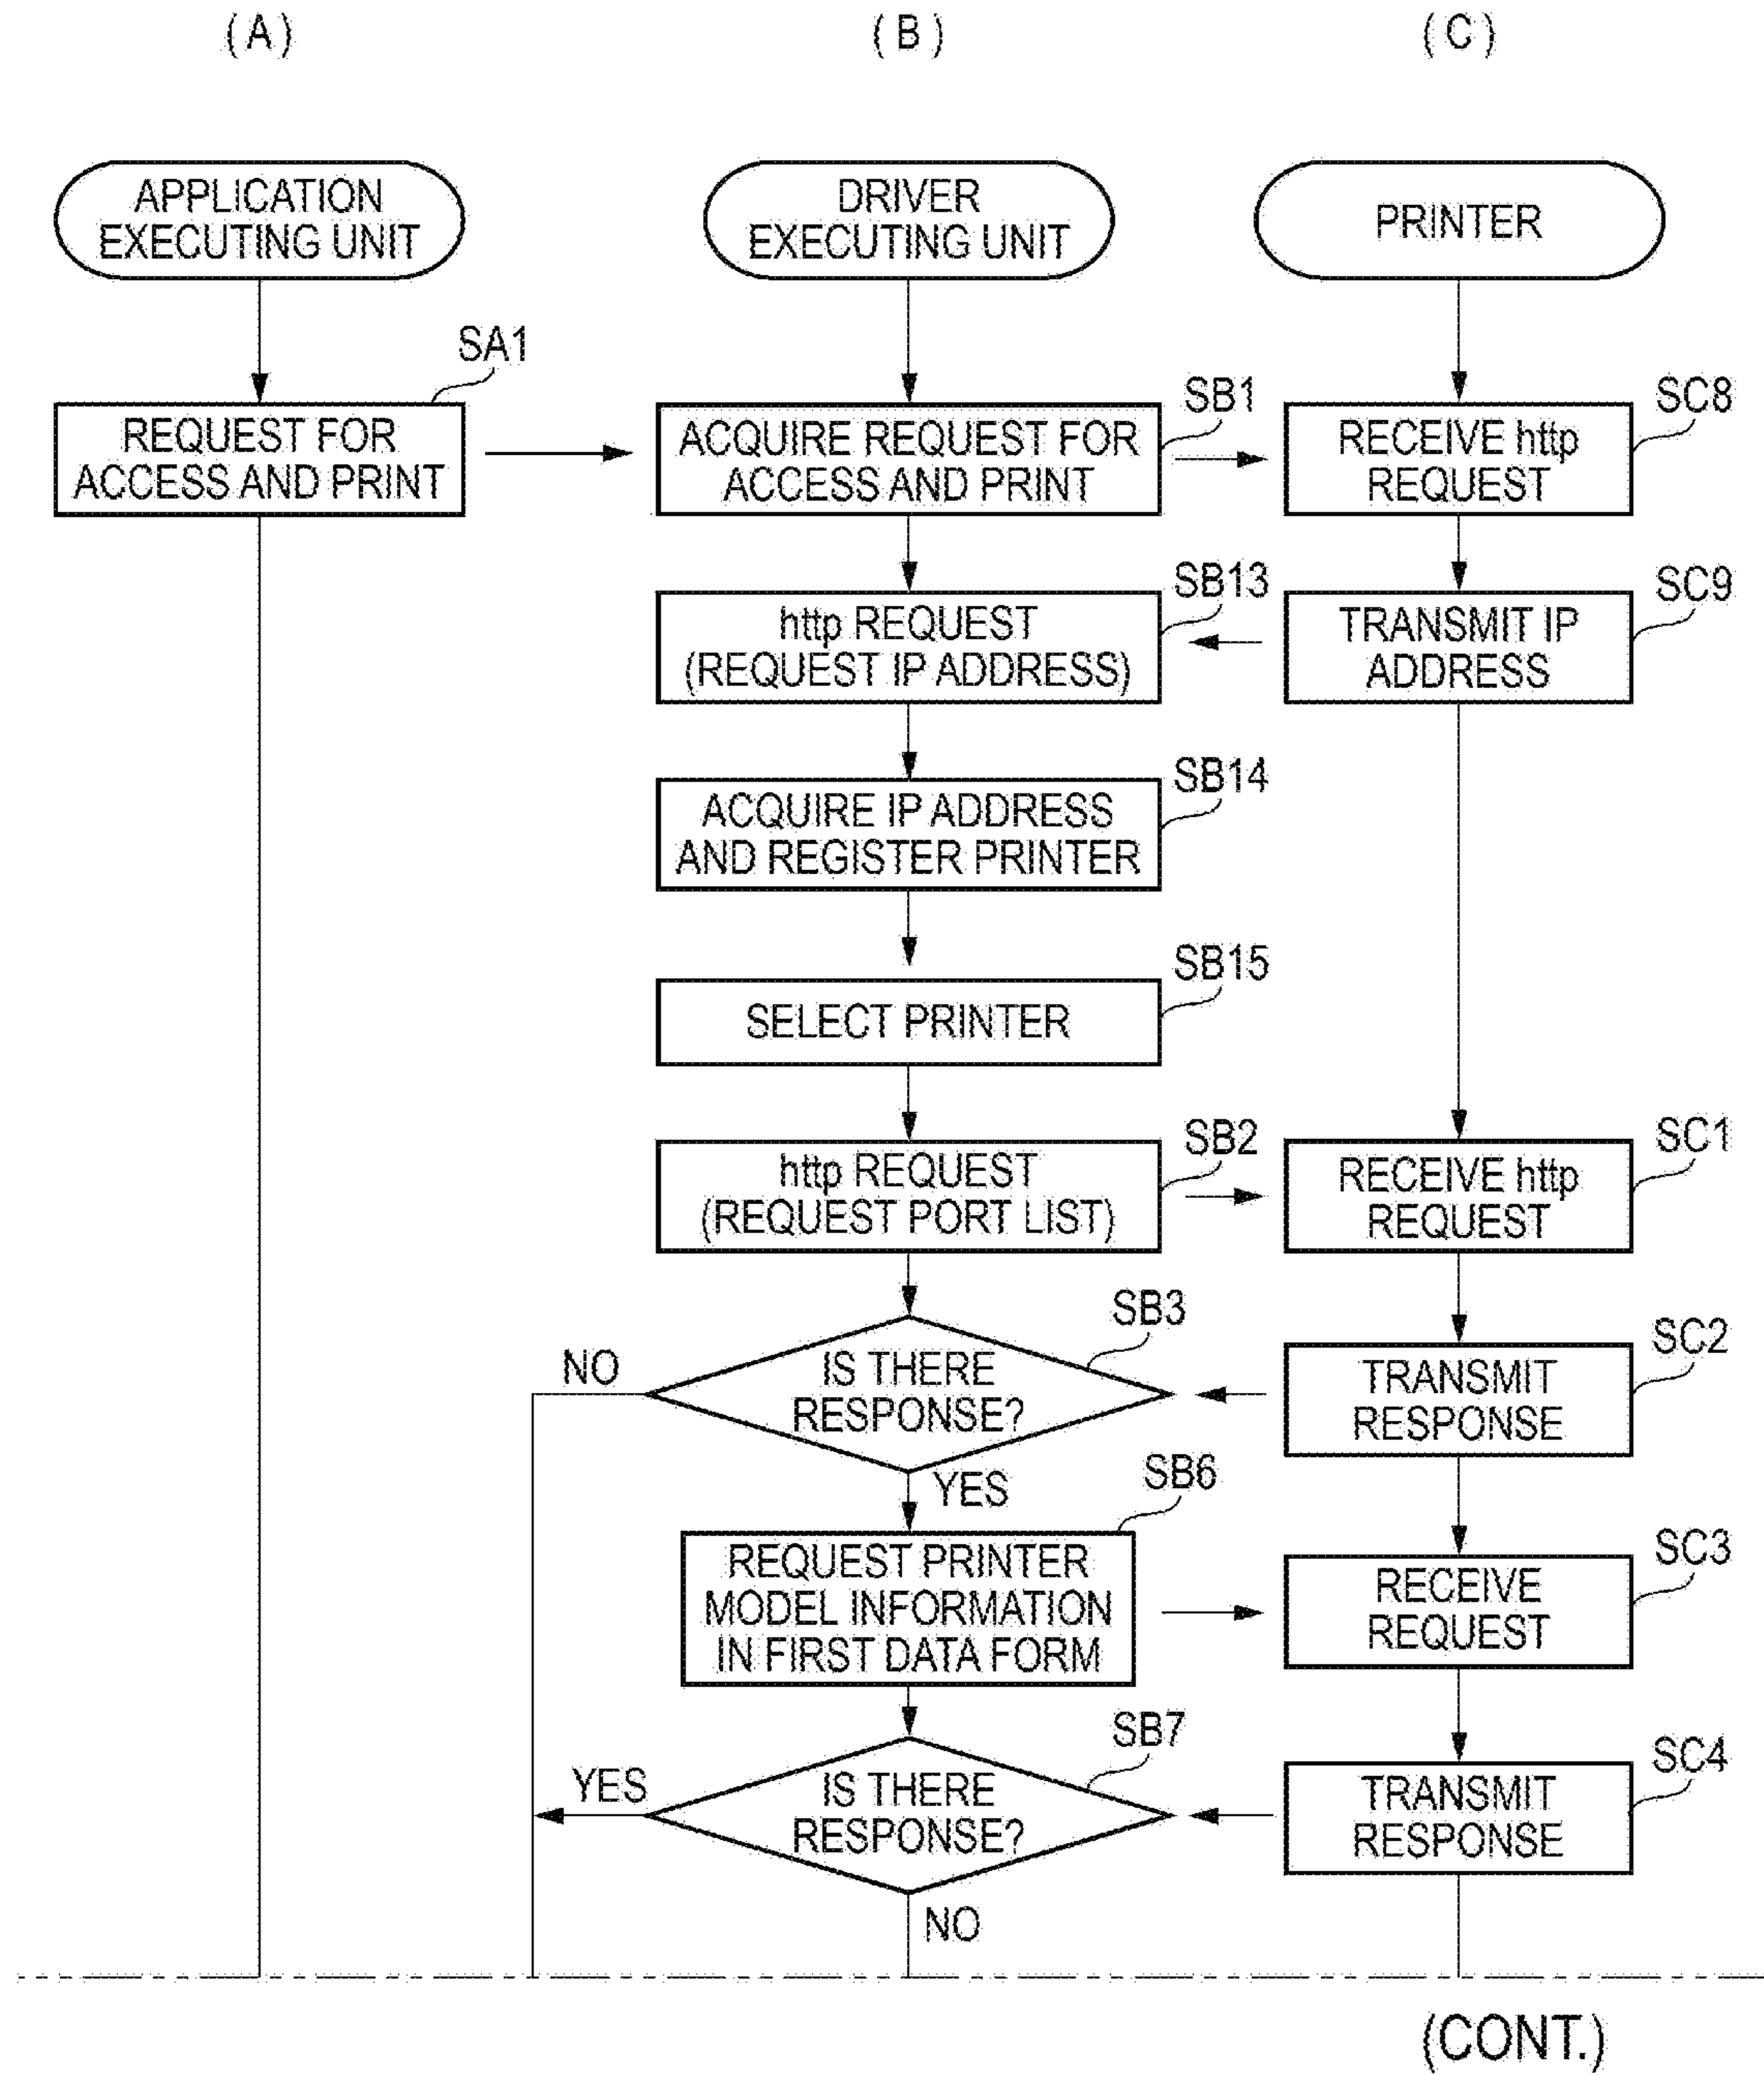 (A)
(B)
(C)
APPLICATION
EXECUTING UNIT
DRIVER
EXECUTING UNIT
PRINTER
SA1
REQUEST FOR
ACCESS AND PRINT
SB1
ACQUIRE REQUEST FOR
ACCESS AND PRINT
SC8
RECEIVE http
REQUEST
SB13
http REQUEST
(REQUEST IP ADDRESS)
SC9
TRANSMIT IP
ADDRESS
SB14
ACQUIRE IP ADDRESS
AND REGISTER PRINTER
SB15
SELECT PRINTER
SB2
http REQUEST
(REQUEST PORT LIST)
SC1
RECEIVE http
REQUEST
SB3
IS THERE
RESPONSE?
NO
YES
SC2
TRANSMIT
RESPONSE
SB6
REQUEST PRINTER
MODEL INFORMATION
IN FIRST DATA FORM
SC3
RECEIVE
REQUEST
SB7
IS THERE
RESPONSE?
YES
NO
SC4
TRANSMIT
RESPONSE
(CONT.)